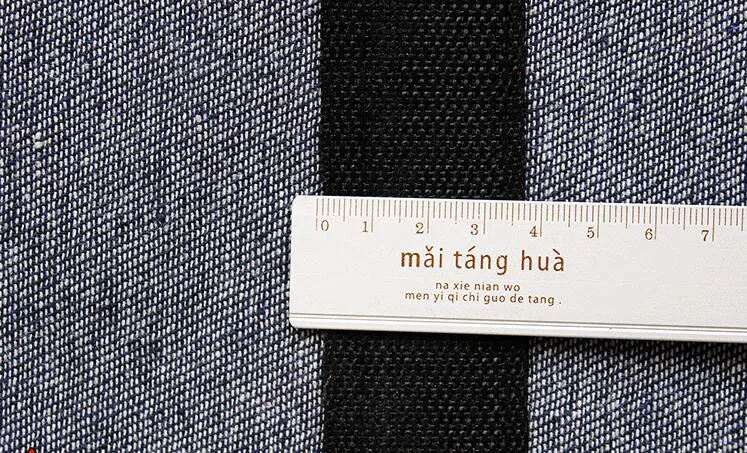 0 1 2 3 4 5 6 7
mǎi táng huà
na xie nian wo
men yi qi chi guo de tang .